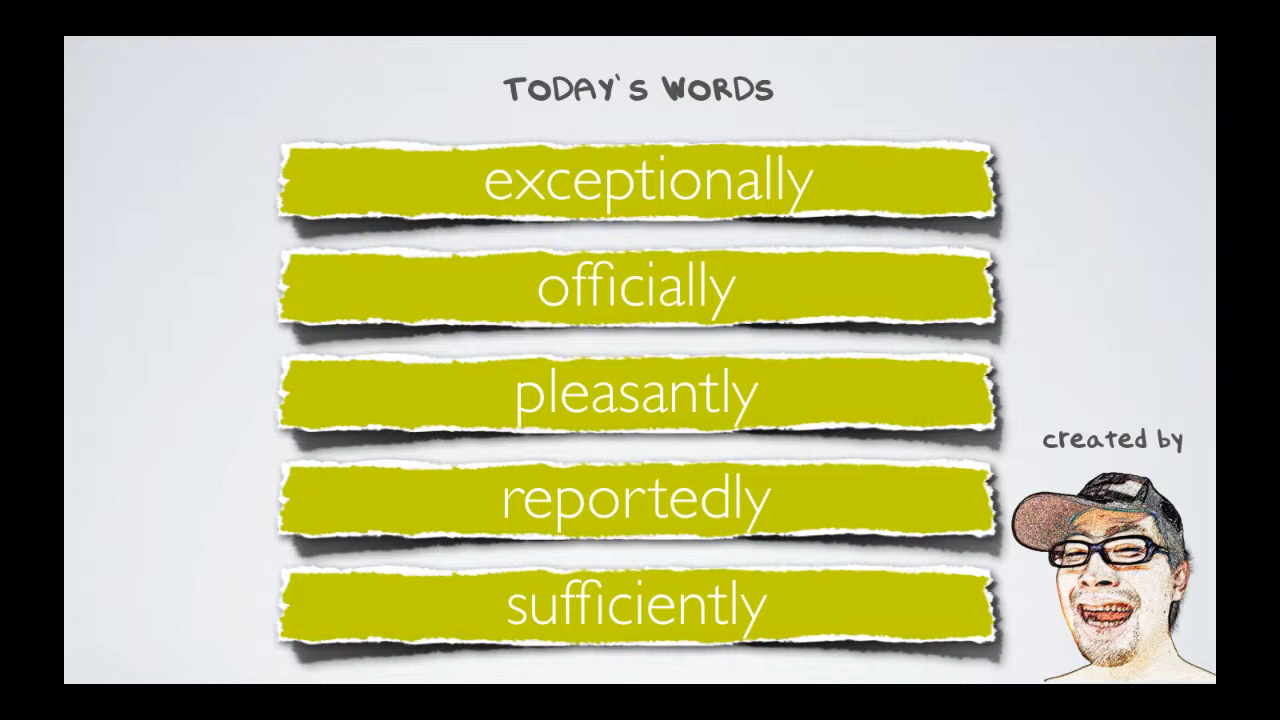 TODAY'S WORDS
exceptionally
officially
pleasantly
reportedly
sufficiently
created by